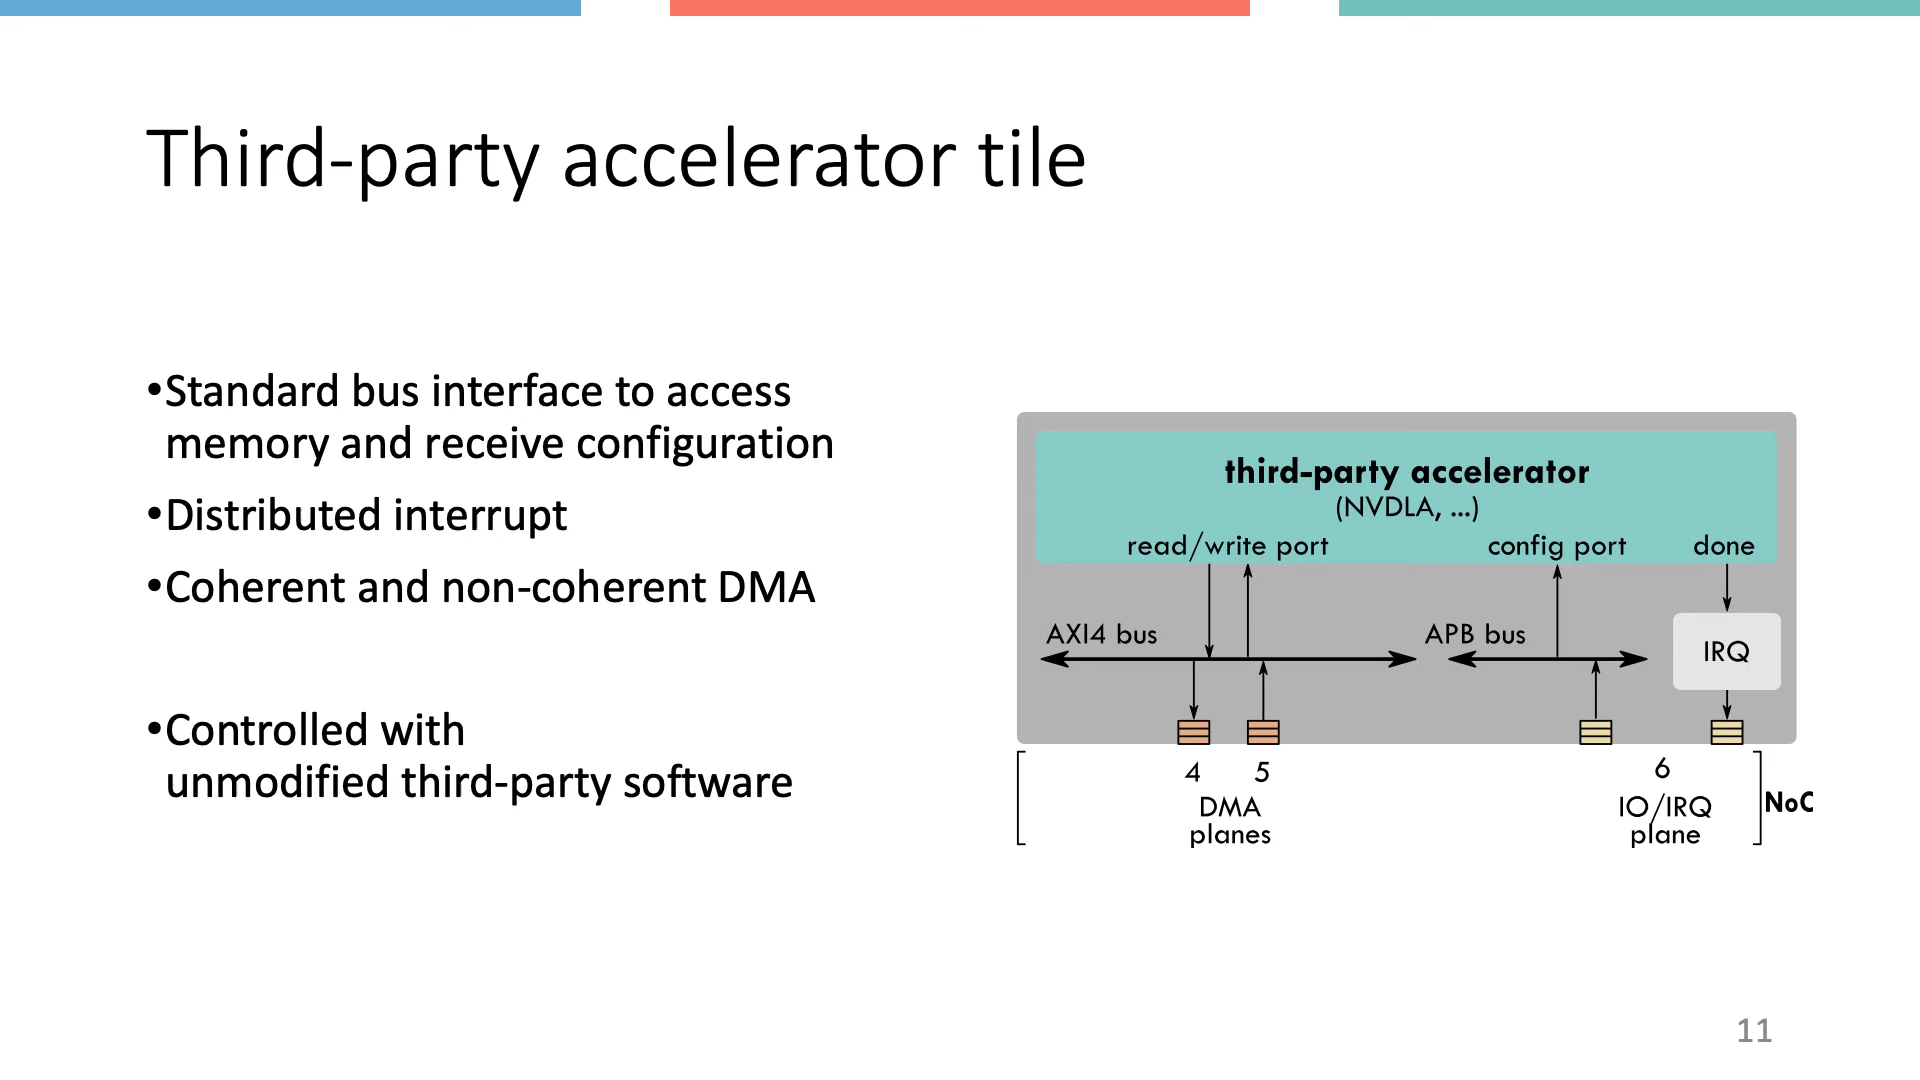 Third-party accelerator tile
•Standard bus interface to access
memory and receive configuration
•Distributed interrupt
•Coherent and non-coherent DMA
•Controlled with
unmodified third-party software
third-party accelerator
(NVDLA, ...)
read/write port
config port
done
AXI4 bus
APB bus
IRQ
4
5
DMA
planes
6
IO/IRQ
plane
NoC
11